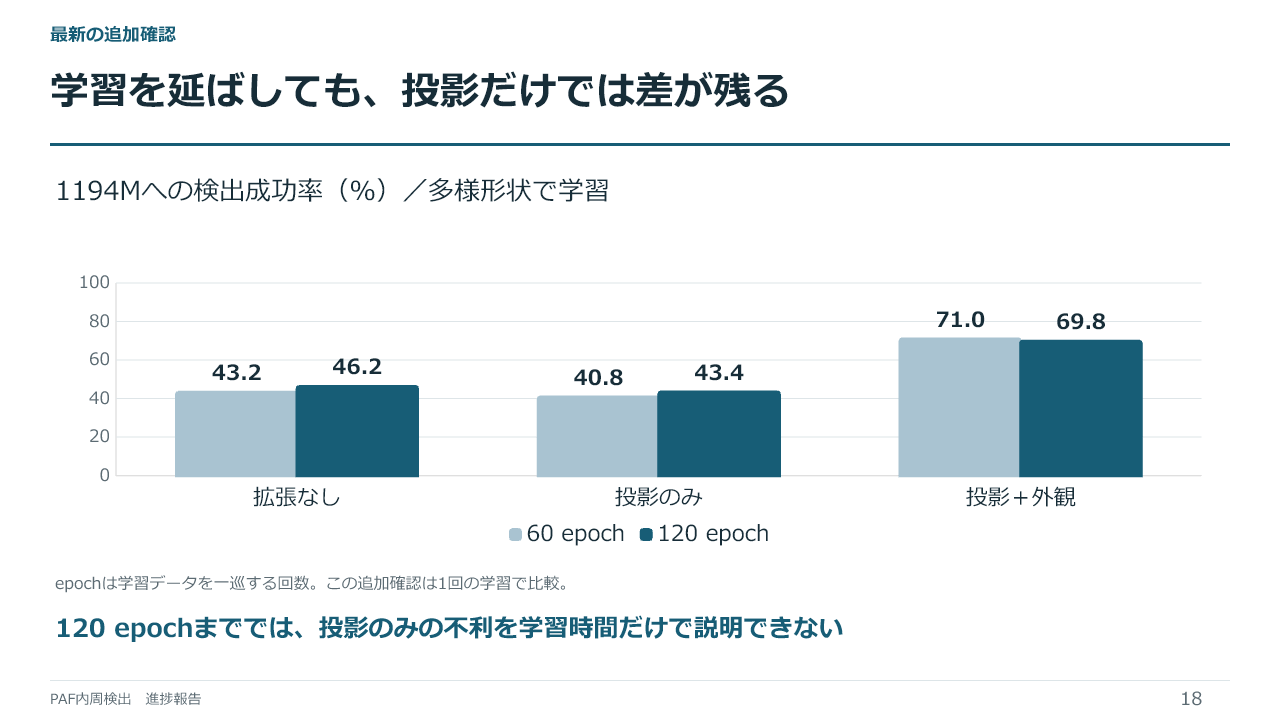 最新の追加確認
学習を延ばしても、投影だけでは差が残る
1194Mへの検出成功率（%）／多様形状で学習
100
80
60
40
20
0
43.2
46.2
40.8
43.4
71.0
69.8
拡張なし
投影のみ
投影＋外観
60 epoch
120 epoch
epochは学習データを一巡する回数。この追加確認は1回の学習で比較。
120 epochまででは、投影のみの不利を学習時間だけで説明できない
PAF内周検出　進捗報告
18